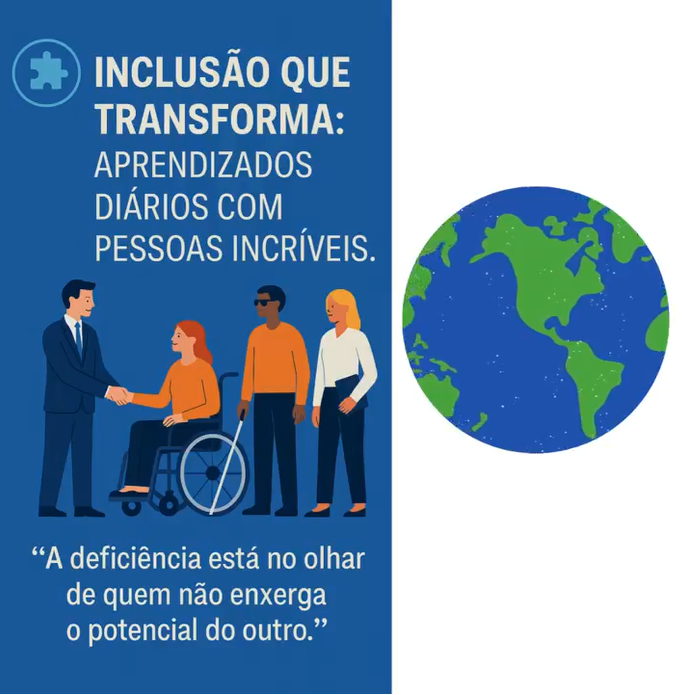 INCLUSÃO QUE
TRANSFORMA:
APRENDIZADOS
DIÁRIOS COM
PESSOAS INCRÍVEIS.
“A deficiência está no olhar
de quem não enxerga
o potencial do outro.”